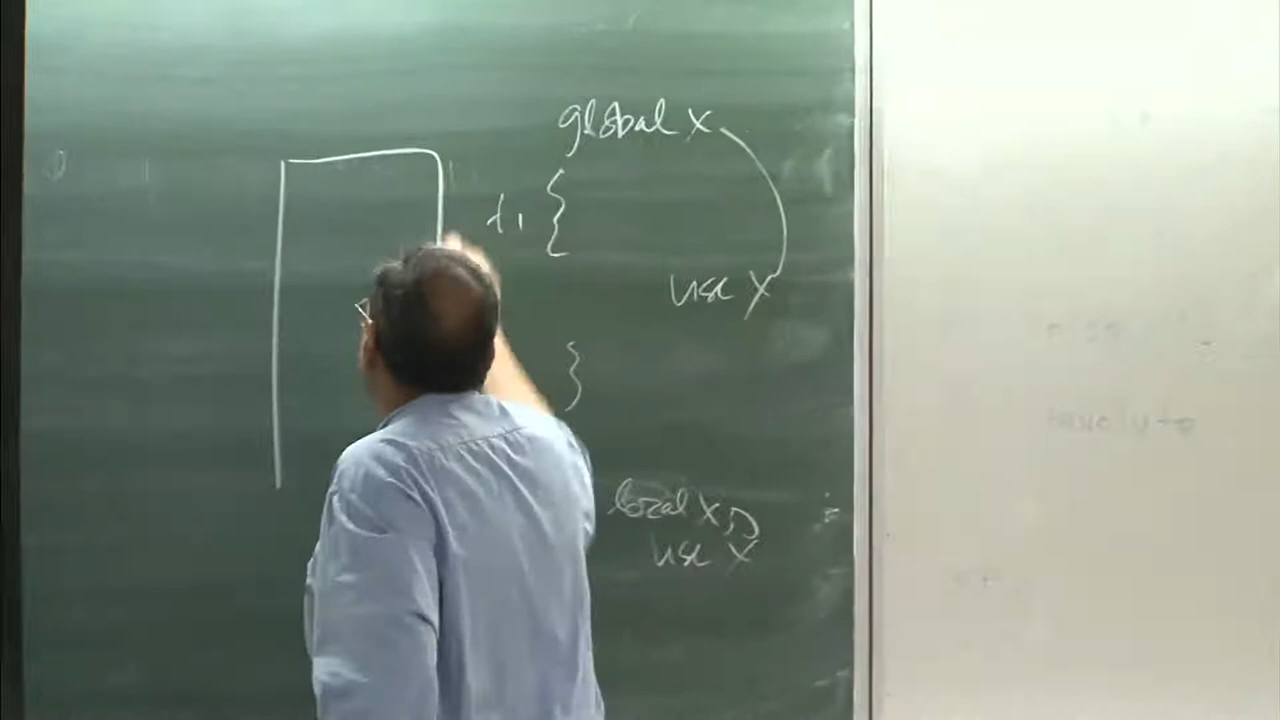 global x
f1 {
use x
}
local x
use x